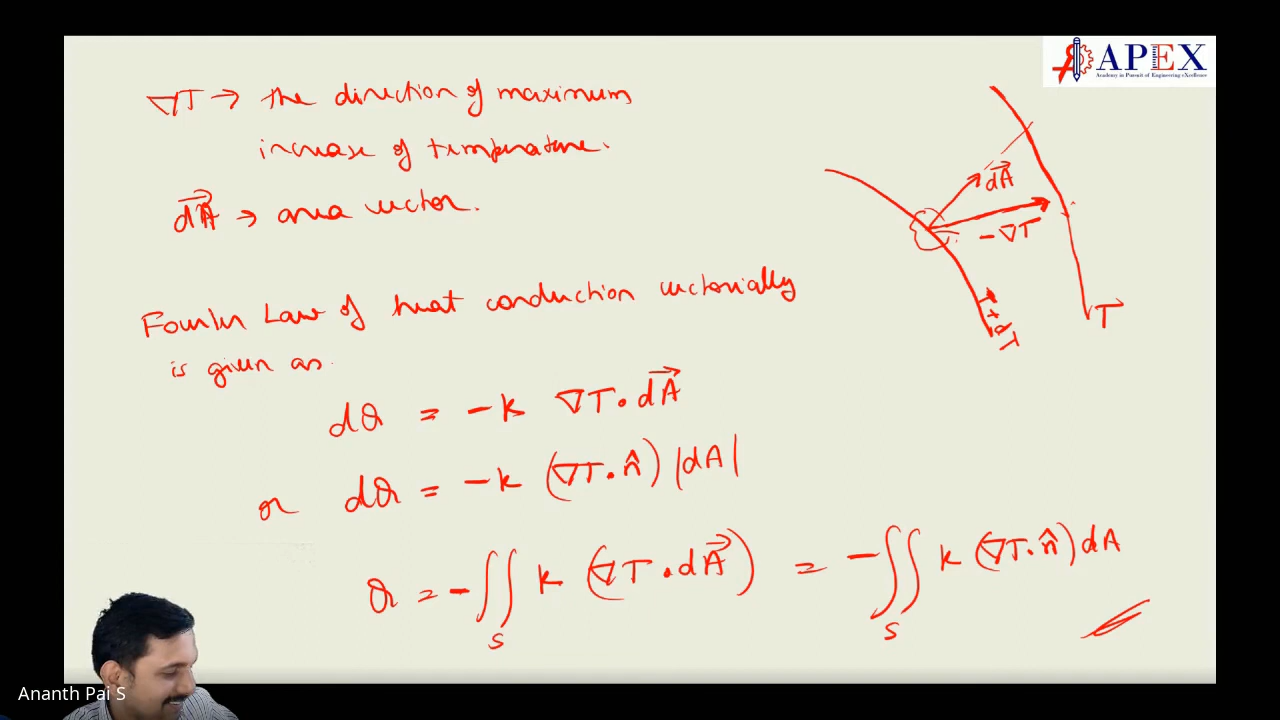 APEX
Academy in Pursuit of Engineering eXcellence
∇T → the direction of maximum
increase of temperature.
dA⃗ → area vector.
dA⃗
-∇T
T+dT
T
Fourier Law of heat conduction vectorially
is given as
dQ = -k ∇T·dA⃗
or dQ = -k (∇T·n̂) |dA|
Q = -∬ₛ k (∇T·dA⃗) = -∬ₛ k (∇T·n̂) dA
Ananth Pai S